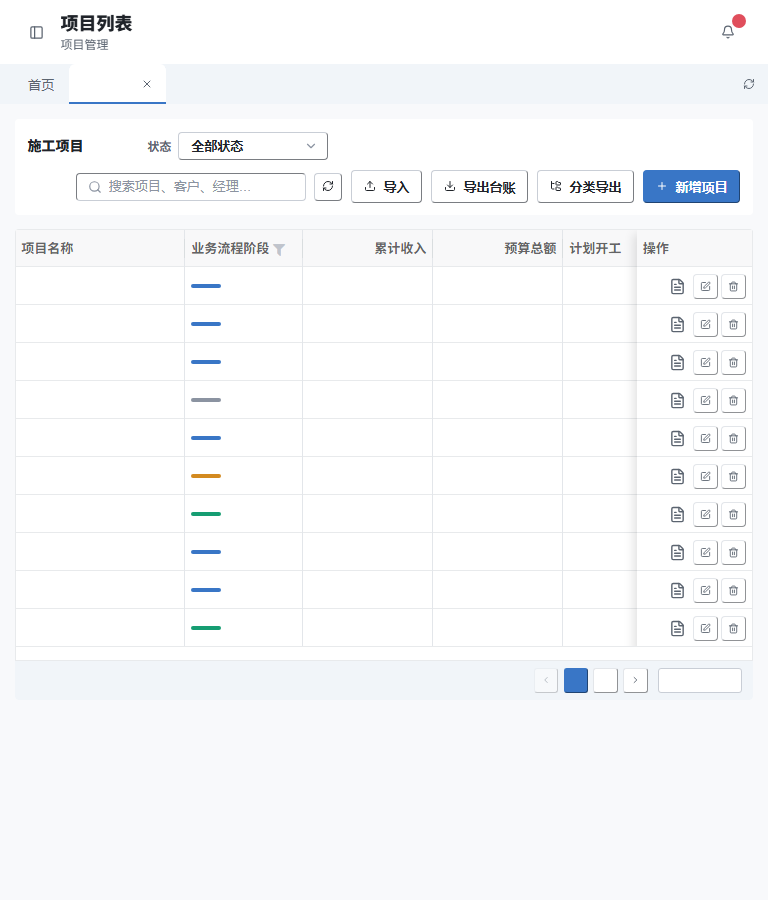 项目列表
项目管理
首页
施工项目 状态 全部状态
搜索项目、客户、经理... 导入 导出台账 分类导出 新增项目
项目名称 业务流程阶段 累计收入 预算总额 计划开工 操作